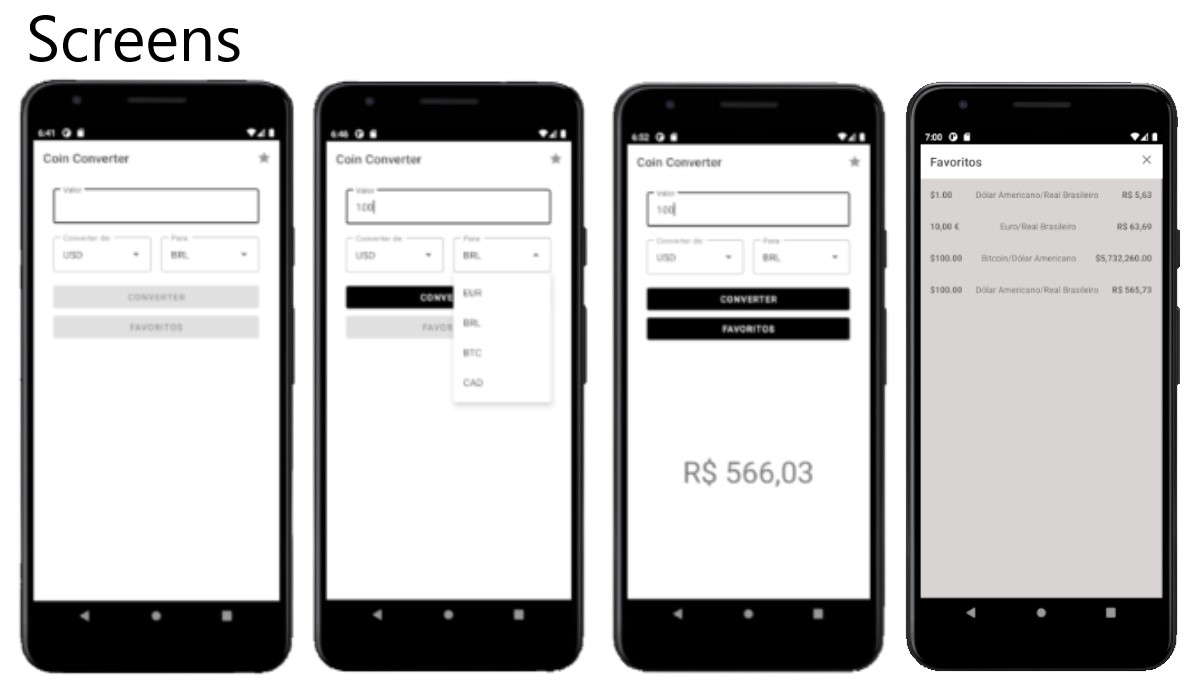 Screens
6:41
Coin Converter
Valor
Converter de
Para
USD
BRL
CONVERTER
FAVORITOS
6:46
Coin Converter
Valor
100
Converter de
Para
USD
BRL
CONVE
EUR
FAVOR
BRL
BTC
CAD
6:52
Coin Converter
Valor
100
Converter de
Para
USD
BRL
CONVERTER
FAVORITOS
R$ 566,03
7:00
Favoritos
$1.00 Dólar Americano/Real Brasileiro R$ 5,63
10,00 € Euro/Real Brasileiro R$ 63,69
$100.00 Bitcoin/Dólar Americano $5,732,260.00
$100.00 Dólar Americano/Real Brasileiro R$ 565,73